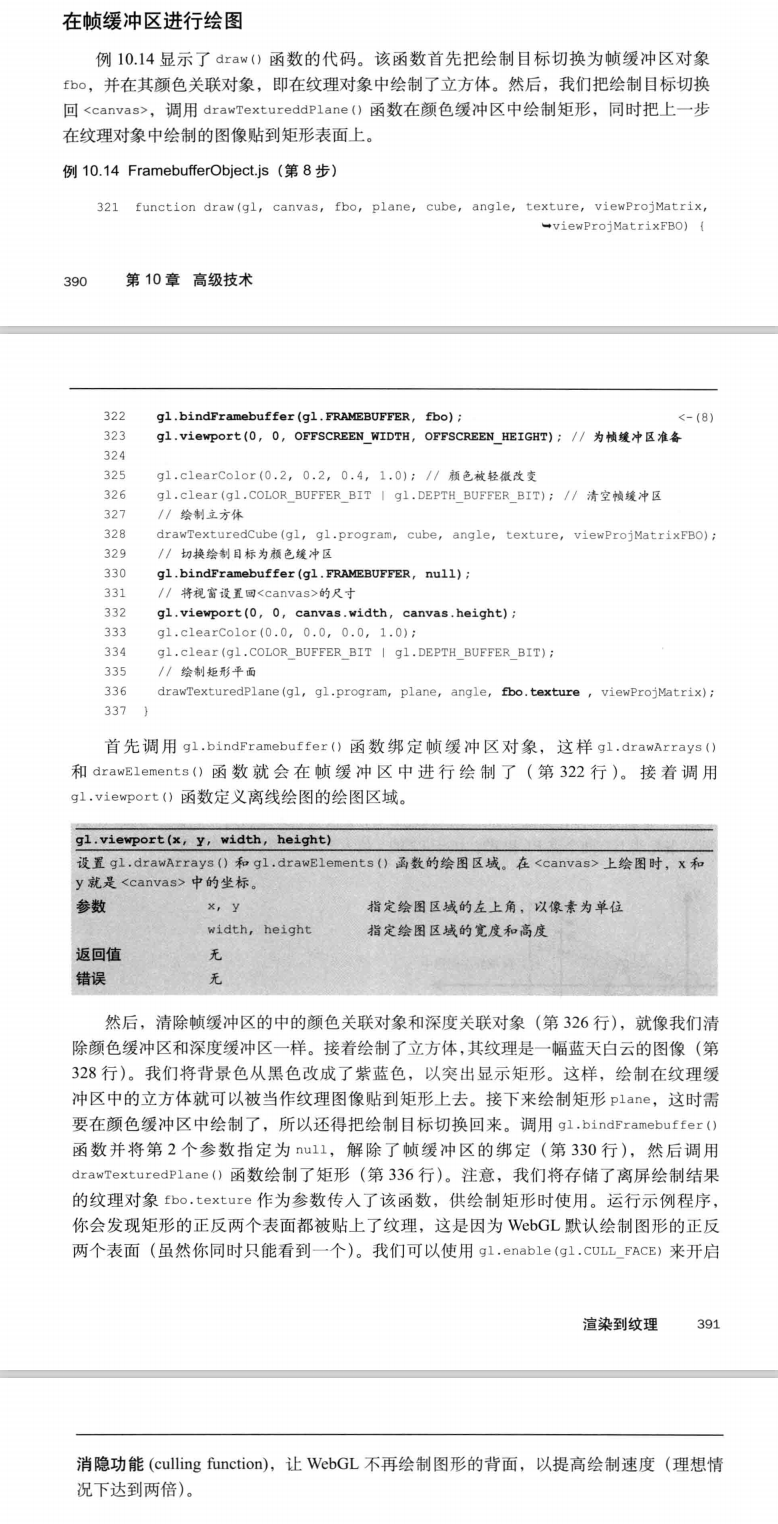 在帧缓冲区进行绘图
例 10.14 显示了 draw() 函数的代码。该函数首先把绘制目标切换为帧缓冲区对象
fbo，并在其颜色关联对象，即在纹理对象中绘制了立方体。然后，我们把绘制目标切换
回 <canvas>，调用 drawTextureddPlane() 函数在颜色缓冲区中绘制矩形，同时把上一步
在纹理对象中绘制的图像贴到矩形表面上。
例 10.14 FramebufferObject.js（第 8 步）
321 function draw(gl, canvas, fbo, plane, cube, angle, texture, viewProjMatrix,
➥viewProjMatrixFBO) {
390 第 10 章 高级技术
322 gl.bindFramebuffer(gl.FRAMEBUFFER, fbo); <-(8)
323 gl.viewport(0, 0, OFFSCREEN_WIDTH, OFFSCREEN_HEIGHT); // 为帧缓冲区准备
324
325 gl.clearColor(0.2, 0.2, 0.4, 1.0); // 颜色被轻微改变
326 gl.clear(gl.COLOR_BUFFER_BIT | gl.DEPTH_BUFFER_BIT); // 清空帧缓冲区
327 // 绘制立方体
328 drawTexturedCube(gl, gl.program, cube, angle, texture, viewProjMatrixFBO);
329 // 切换绘制目标为颜色缓冲区
330 gl.bindFramebuffer(gl.FRAMEBUFFER, null);
331 // 将视窗设置回<canvas>的尺寸
332 gl.viewport(0, 0, canvas.width, canvas.height);
333 gl.clearColor(0.0, 0.0, 0.0, 1.0);
334 gl.clear(gl.COLOR_BUFFER_BIT | gl.DEPTH_BUFFER_BIT);
335 // 绘制矩形平面
336 drawTexturedPlane(gl, gl.program, plane, angle, fbo.texture , viewProjMatrix);
337 }
首先调用 gl.bindFramebuffer() 函数绑定帧缓冲区对象，这样 gl.drawArrays()
和 drawElements() 函数就会在帧缓冲区中进行绘制了（第 322 行）。接着调用
gl.viewport() 函数定义离线绘图的绘图区域。
gl.viewport(x, y, width, height)
设置 gl.drawArrays() 和 gl.drawElements() 函数的绘图区域。在 <canvas> 上绘图时，x 和
y 就是 <canvas> 中的坐标。
参数 x, y 指定绘图区域的左上角，以像素为单位
width, height 指定绘图区域的宽度和高度
返回值 无
错误 无
然后，清除帧缓冲区的中的颜色关联对象和深度关联对象（第 326 行），就像我们清
除颜色缓冲区和深度缓冲区一样。接着绘制了立方体，其纹理是一幅蓝天白云的图像（第
328 行）。我们将背景色从黑色改成了紫蓝色，以突出显示矩形。这样，绘制在纹理缓
冲区中的立方体就可以被当作纹理图像贴到矩形上去。接下来绘制矩形 plane，这时需
要在颜色缓冲区中绘制了，所以还得把绘制目标切换回来。调用 gl.bindFramebuffer()
函数并将第 2 个参数指定为 null，解除了帧缓冲区的绑定（第 330 行），然后调用
drawTexturedPlane() 函数绘制了矩形（第 336 行）。注意，我们将存储了离屏绘制结果
的纹理对象 fbo.texture 作为参数传入了该函数，供绘制矩形时使用。运行示例程序，
你会发现矩形的正反两个表面都被贴上了纹理，这是因为 WebGL 默认绘制图形的正反
两个表面（虽然你同时只能看到一个）。我们可以使用 gl.enable(gl.CULL_FACE) 来开启
渲染到纹理 391
消隐功能 (culling function)，让 WebGL 不再绘制图形的背面，以提高绘制速度（理想情
况下达到两倍）。